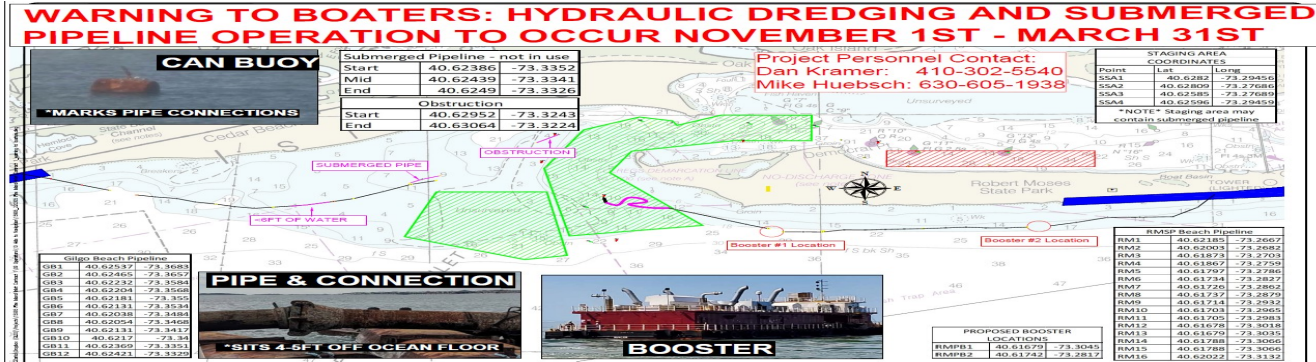 WARNING TO BOATERS: HYDRAULIC DREDGING AND SUBMERGED
PIPELINE OPERATION TO OCCUR NOVEMBER 1ST - MARCH 31ST
CAN BUOY
*MARKS PIPE CONNECTIONS
Submerged Pipeline - not in use
Start 40.62386 -73.3352
Mid 40.62439 -73.3341
End 40.6249 -73.3326
Obstruction
Start 40.62952 -73.3243
End 40.63064 -73.3224
Project Personnel Contact:
Dan Kramer: 410-302-5540
Mike Huebsch: 630-605-1938
STAGING AREA
COORDINATES
Point Lat Long
SSA1 40.6282 -73.29456
SSA2 40.62809 -73.27686
SSA3 40.62585 -73.27689
SSA4 40.62596 -73.29459
*NOTE* Staging area may
contain submerged pipeline
Oak Island
Unsurveyed
Cedar Beach
OBSTRUCTION
SUBMERGED PIPE
NO-DISCHARGE ZONE
Robert Moses
State Park
Boat Basin
TOWER
W E
~6FT OF WATER
Booster #1 Location
Booster #2 Location
Gilgo Beach Pipeline
GB1 40.62537 -73.3683
GB2 40.62465 -73.3657
GB3 40.62232 -73.3584
GB4 40.62204 -73.3568
GB5 40.62181 -73.355
GB6 40.62131 -73.3534
GB7 40.62038 -73.3484
GB8 40.62054 -73.3468
GB9 40.62131 -73.3417
GB10 40.6217 -73.34
GB11 40.62369 -73.3351
GB12 40.62421 -73.3329
PIPE & CONNECTION
*SITS 4-5FT OFF OCEAN FLOOR
BOOSTER
PROPOSED BOOSTER
LOCATIONS
RMPB1 40.61679 -73.3045
RMPB2 40.61742 -73.2817
RMSP Beach Pipeline
RM1 40.62185 -73.2667
RM2 40.62003 -73.2682
RM3 40.61873 -73.2703
RM4 40.61867 -73.2759
RM5 40.61797 -73.2786
RM6 40.61734 -73.2827
RM7 40.61726 -73.2862
RM8 40.61737 -73.2879
RM9 40.61714 -73.2932
RM10 40.61703 -73.2965
RM11 40.61705 -73.2983
RM12 40.61678 -73.3018
RM13 40.61679 -73.3035
RM14 40.61788 -73.3066
RM15 40.61788 -73.3066
RM16 40.62022 -73.3132